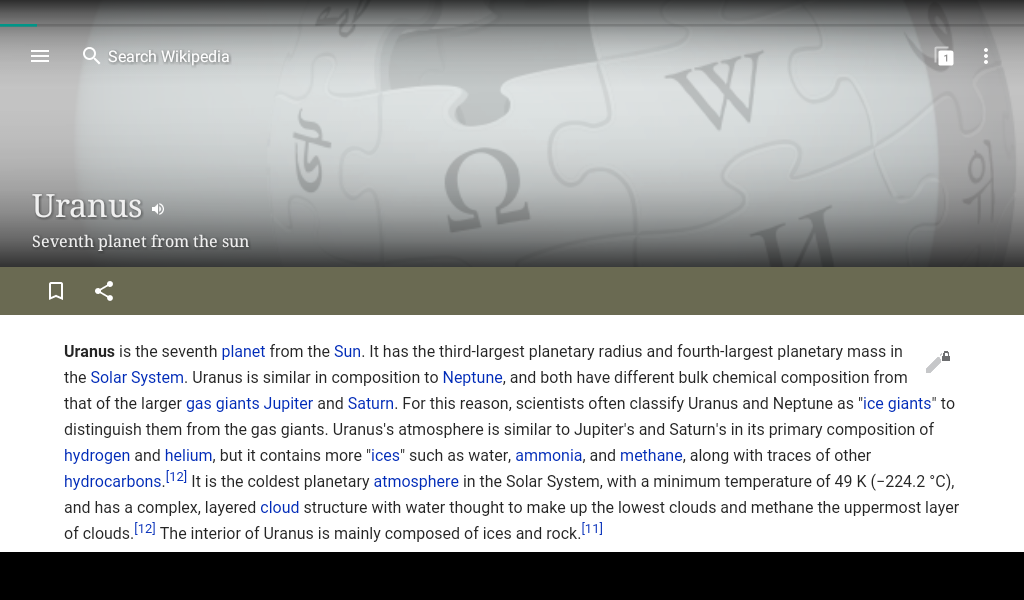 Search Wikipedia
1
Ω
W
И
Uranus
Seventh planet from the sun
Uranus is the seventh planet from the Sun. It has the third-largest planetary radius and fourth-largest planetary mass in
the Solar System. Uranus is similar in composition to Neptune, and both have different bulk chemical composition from
that of the larger gas giants Jupiter and Saturn. For this reason, scientists often classify Uranus and Neptune as "ice giants" to
distinguish them from the gas giants. Uranus's atmosphere is similar to Jupiter's and Saturn's in its primary composition of
hydrogen and helium, but it contains more "ices" such as water, ammonia, and methane, along with traces of other
hydrocarbons.[12] It is the coldest planetary atmosphere in the Solar System, with a minimum temperature of 49 K (−224.2 °C),
and has a complex, layered cloud structure with water thought to make up the lowest clouds and methane the uppermost layer
of clouds.[12] The interior of Uranus is mainly composed of ices and rock.[11]